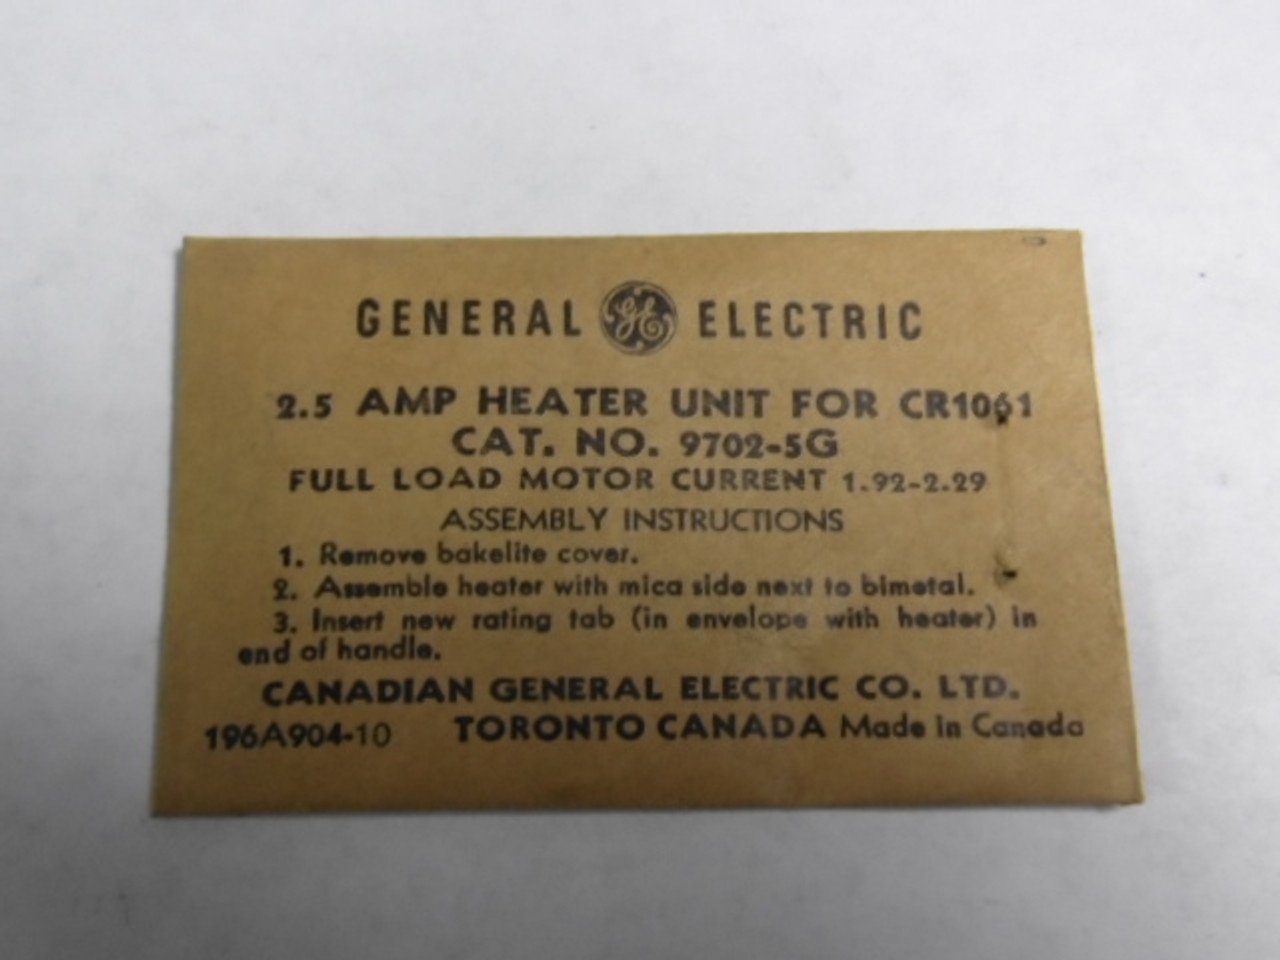 GENERAL GE ELECTRIC
2.5 AMP HEATER UNIT FOR CR1061
CAT. NO. 9702-5G
FULL LOAD MOTOR CURRENT 1.92-2.29
ASSEMBLY INSTRUCTIONS
1. Remove bakelite cover.
2. Assemble heater with mica side next to bimetal.
3. Insert new rating tab (in envelope with heater) in
end of handle.
CANADIAN GENERAL ELECTRIC CO. LTD.
196A904-10 TORONTO CANADA Made in Canada